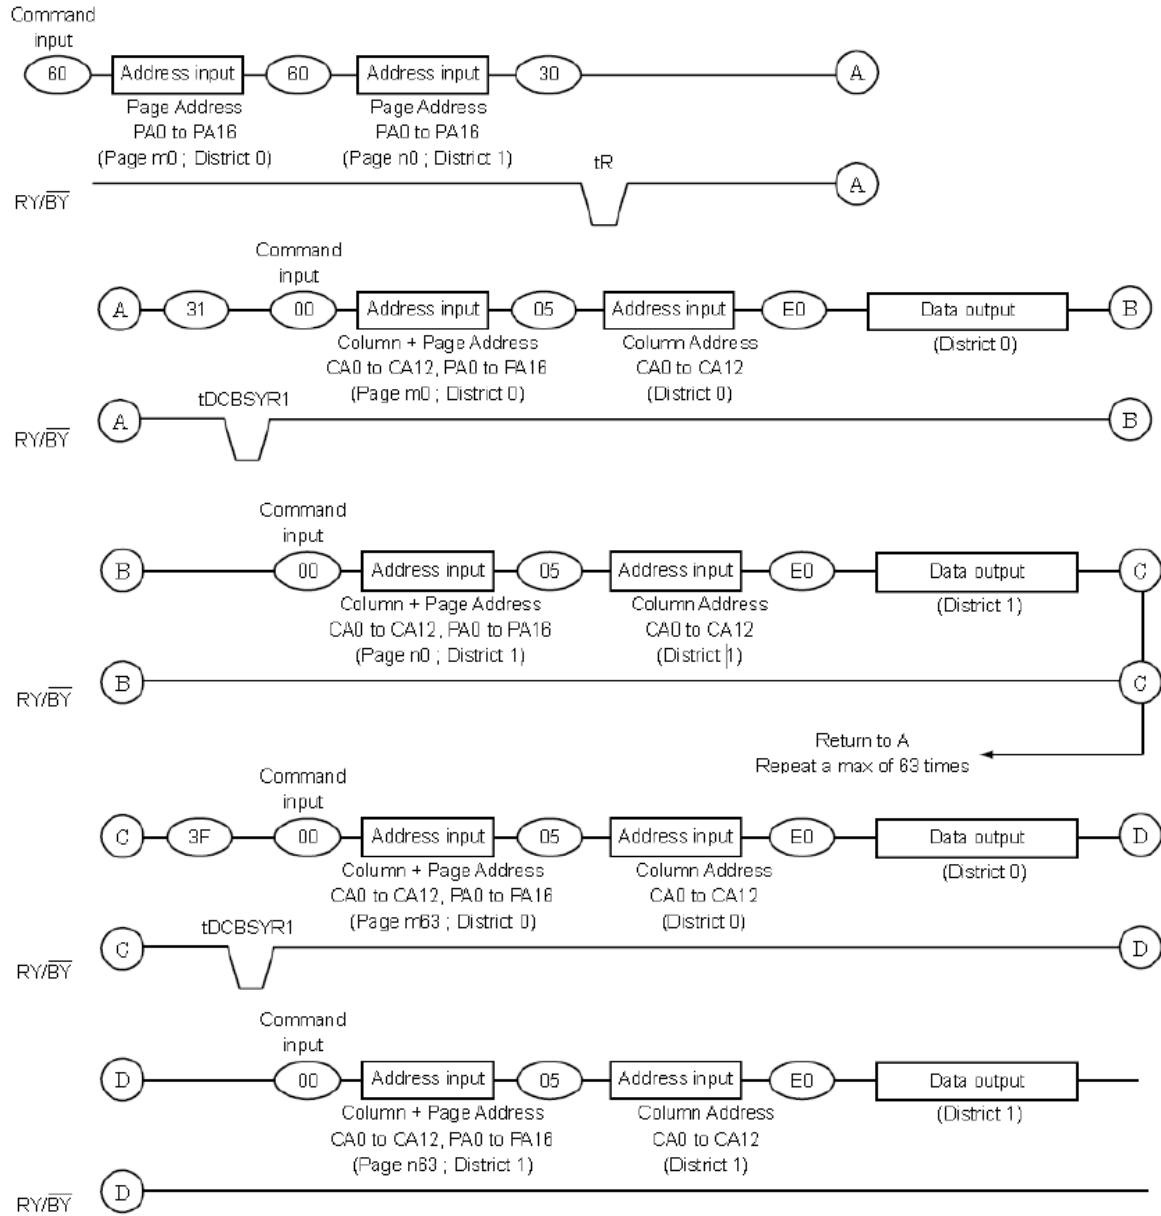 Command
input
60 Address input 60 Address input 30 A
Page Address Page Address
PA0 to PA16 PA0 to PA16
(Page m0 ; District 0) (Page n0 ; District 1)
tR
RY/BY A
Command
input
A 31 00 Address input 05 Address input E0 Data output B
Column + Page Address Column Address (District 0)
CA0 to CA12, PA0 to PA16 CA0 to CA12
(Page m0 ; District 0) (District 0)
tDCBSYR1
RY/BY A B
Command
input
B 00 Address input 05 Address input E0 Data output C
Column + Page Address Column Address (District 1)
CA0 to CA12, PA0 to PA16 CA0 to CA12
(Page n0 ; District 1) (District 1)
RY/BY B C
Return to A
Repeat a max of 63 times
Command
input
C 3F 00 Address input 05 Address input E0 Data output D
Column + Page Address Column Address (District 0)
CA0 to CA12, PA0 to PA16 CA0 to CA12
(Page m63 ; District 0) (District 0)
tDCBSYR1
RY/BY C D
Command
input
D 00 Address input 05 Address input E0 Data output
Column + Page Address Column Address (District 1)
CA0 to CA12, PA0 to PA16 CA0 to CA12
(Page n63 ; District 1) (District 1)
RY/BY D